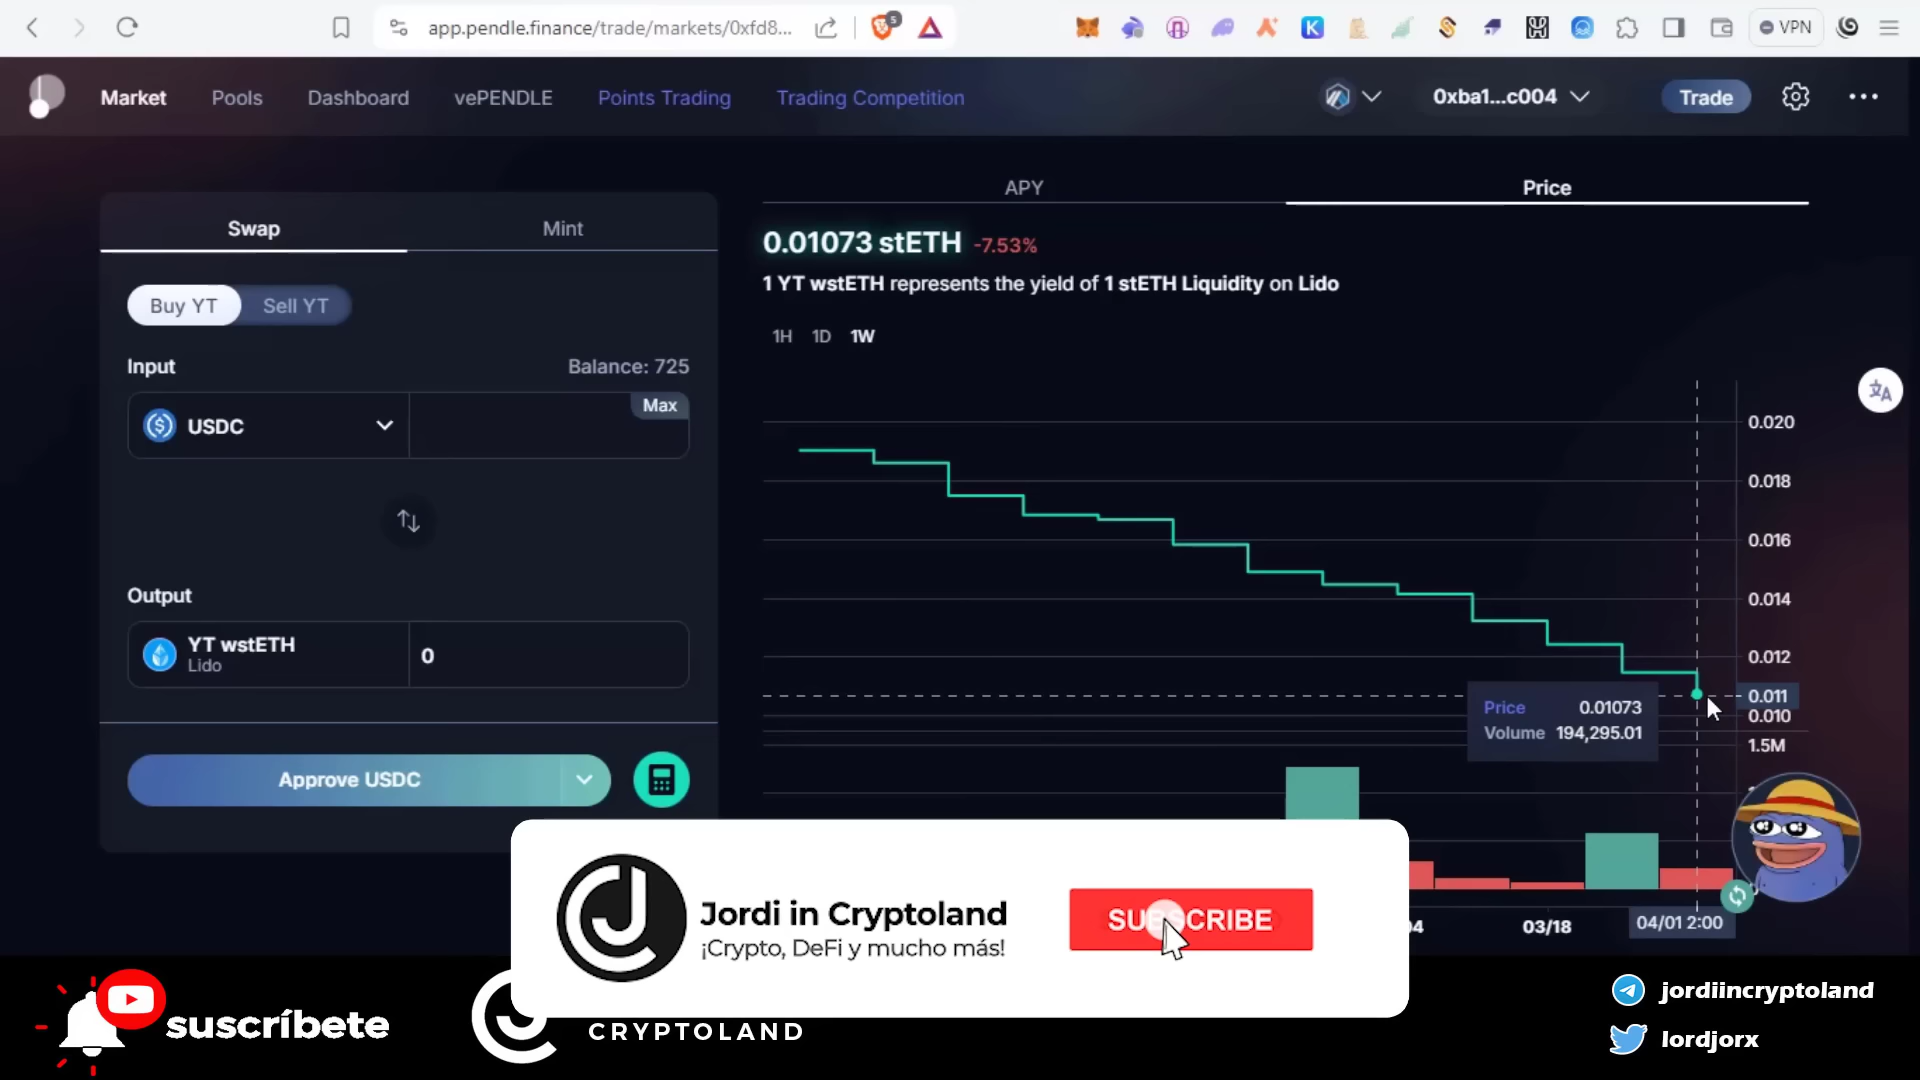 app.pendle.finance/trade/markets/0xfd8...
5
VPN
Market
Pools
Dashboard
vePENDLE
Points Trading
Trading Competition
0xba1...c004
Trade
Swap
Mint
APY
Price
0.01073 stETH -7.53%
1 YT wstETH represents the yield of 1 stETH Liquidity on Lido
1H 1D 1W
Buy YT
Sell YT
Input
Balance: 725
USDC
Max
Output
YT wstETH
Lido
0
Approve USDC
0.020
0.018
0.016
0.014
0.012
0.011
0.010
1.5M
Price 0.01073
Volume 194,295.01
03/18
04/01 2:00
Jordi in Cryptoland
¡Crypto, DeFi y mucho más!
SUBSCRIBE
suscríbete
CRYPTOLAND
jordiincryptoland
lordjorx